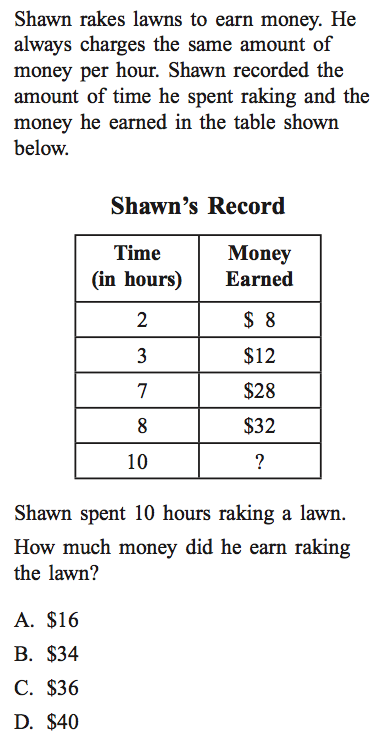 Shawn rakes lawns to earn money. He
always charges the same amount of
money per hour. Shawn recorded the
amount of time he spent raking and the
money he earned in the table shown
below.
Shawn’s Record
Time (in hours) Money Earned
2 $ 8
3 $12
7 $28
8 $32
10 ?
Shawn spent 10 hours raking a lawn.
How much money did he earn raking
the lawn?
A. $16
B. $34
C. $36
D. $40